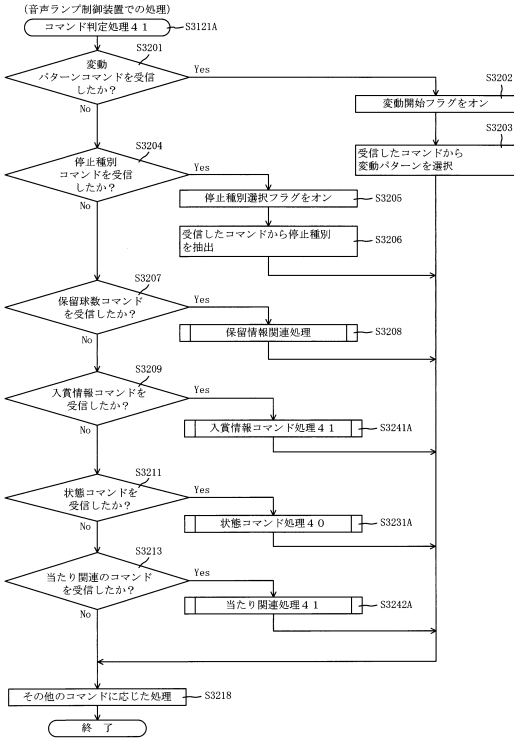 (音声ランプ制御装置での処理)
コマンド判定処理41
S3121A
S3201
変動
パターンコマンドを受信
したか?
Yes
No
S3202
変動開始フラグをオン
S3203
受信したコマンドから
変動パターンを選択
S3204
停止種別
コマンドを受信
したか?
Yes
No
停止種別選択フラグをオン
S3205
受信したコマンドから停止種別
を抽出
S3206
S3207
保留球数コマンド
を受信したか?
Yes
No
保留情報関連処理
S3208
S3209
入賞情報コマンドを
受信したか?
Yes
No
入賞情報コマンド処理41
S3241A
S3211
状態コマンドを
受信したか?
Yes
No
状態コマンド処理40
S3231A
S3213
当たり関連のコマンド
を受信したか?
Yes
No
当たり関連処理41
S3242A
その他のコマンドに応じた処理
S3218
終 了